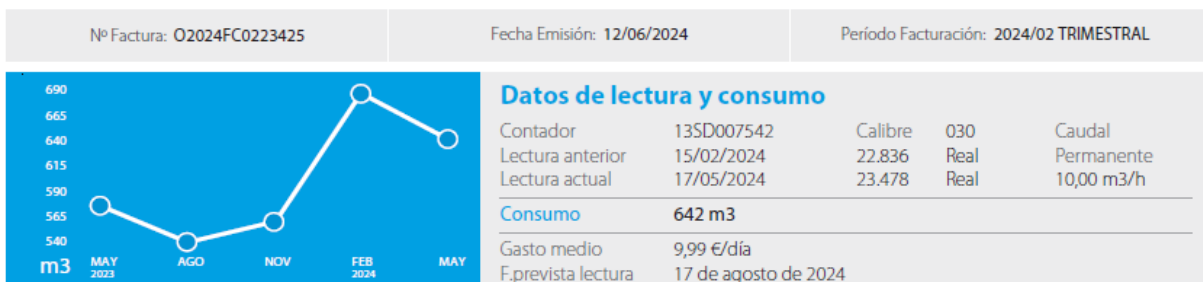 Nº Factura: O2024FC0223425 Fecha Emisión: 12/06/2024 Período Facturación: 2024/02 TRIMESTRAL
690
665
640
615
590
565
540
m3
MAY 2023 AGO NOV FEB 2024 MAY
Datos de lectura y consumo
Contador 13SD007542 Calibre 030 Caudal
Lectura anterior 15/02/2024 22.836 Real Permanente
Lectura actual 17/05/2024 23.478 Real 10,00 m3/h
Consumo 642 m3
Gasto medio 9,99 €/día
F.prevista lectura 17 de agosto de 2024